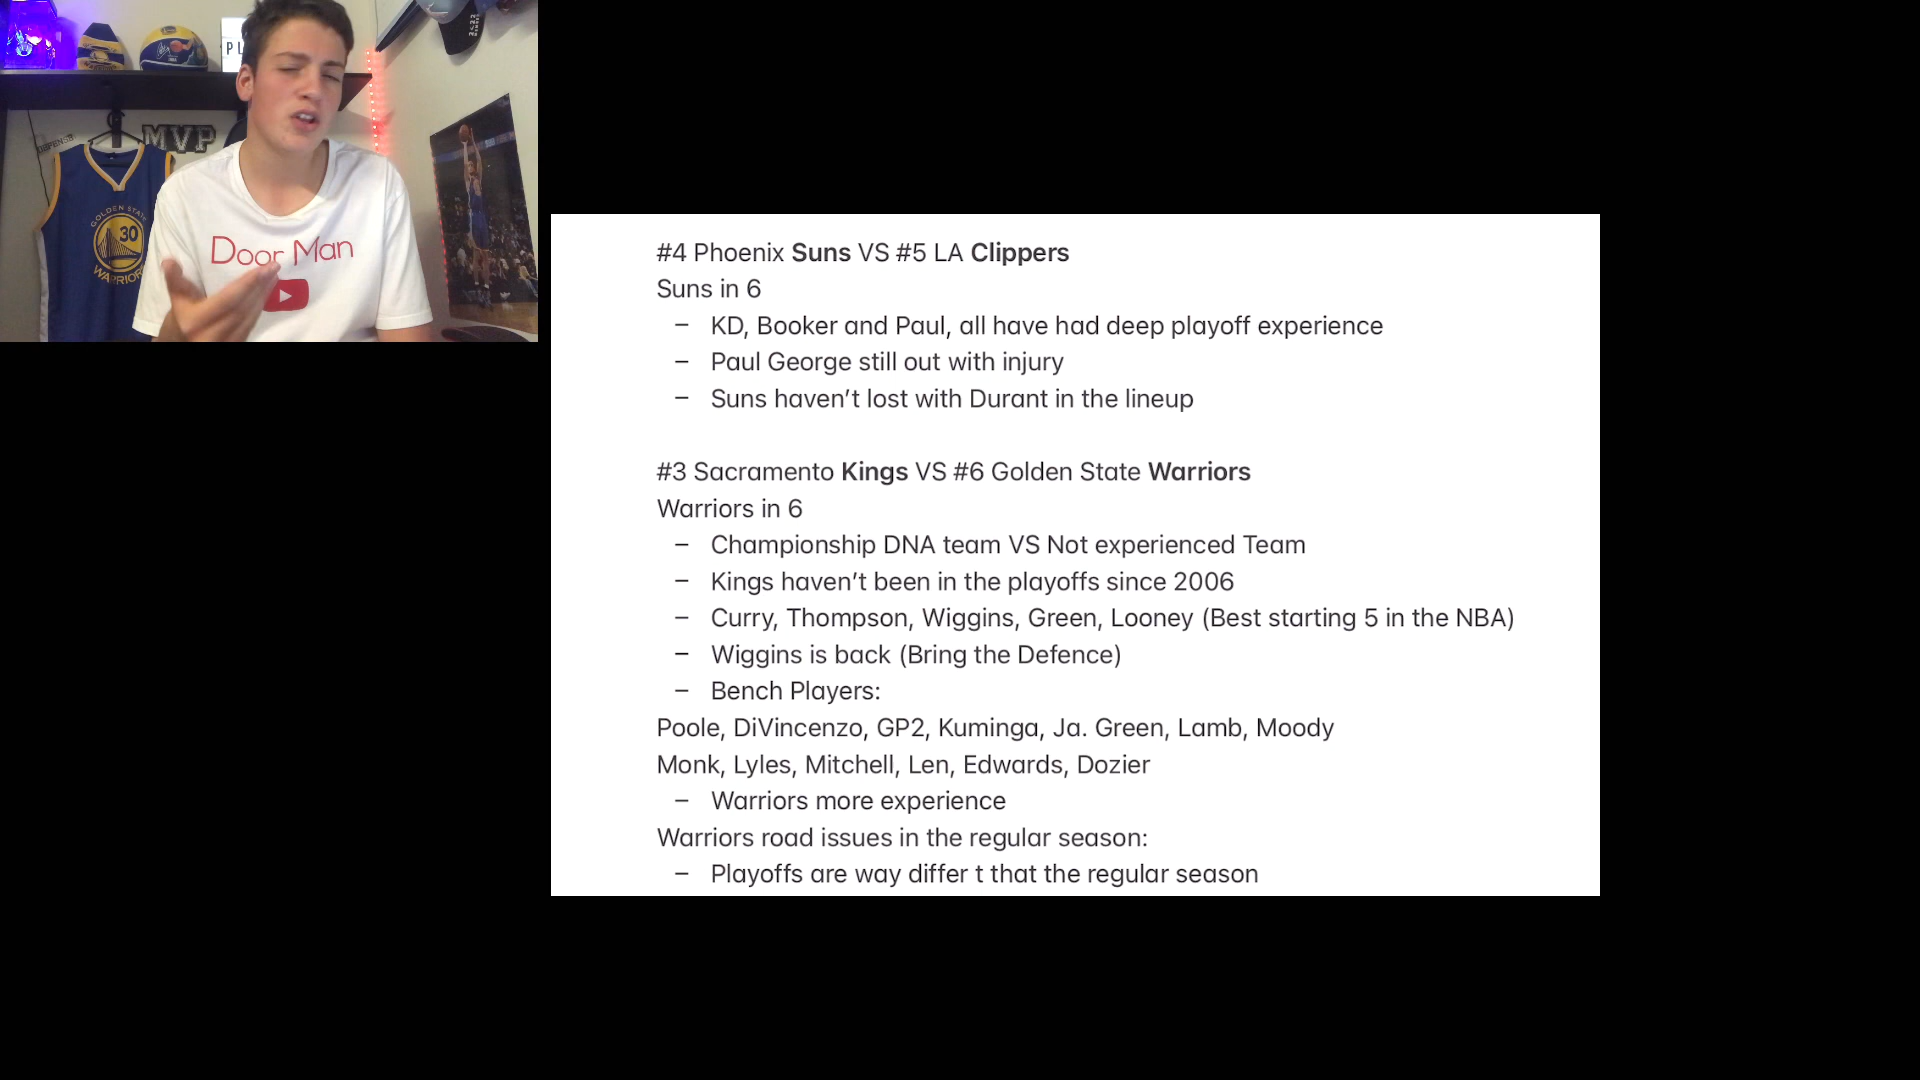 PL
DEFENSE
MVP
GOLDEN STATE
30
WARRIORS
Door Man
#4 Phoenix Suns VS #5 LA Clippers
Suns in 6
– KD, Booker and Paul, all have had deep playoff experience
– Paul George still out with injury
– Suns haven’t lost with Durant in the lineup
#3 Sacramento Kings VS #6 Golden State Warriors
Warriors in 6
– Championship DNA team VS Not experienced Team
– Kings haven’t been in the playoffs since 2006
– Curry, Thompson, Wiggins, Green, Looney (Best starting 5 in the NBA)
– Wiggins is back (Bring the Defence)
– Bench Players:
Poole, DiVincenzo, GP2, Kuminga, Ja. Green, Lamb, Moody
Monk, Lyles, Mitchell, Len, Edwards, Dozier
– Warriors more experience
Warriors road issues in the regular season:
– Playoffs are way differ t that the regular season